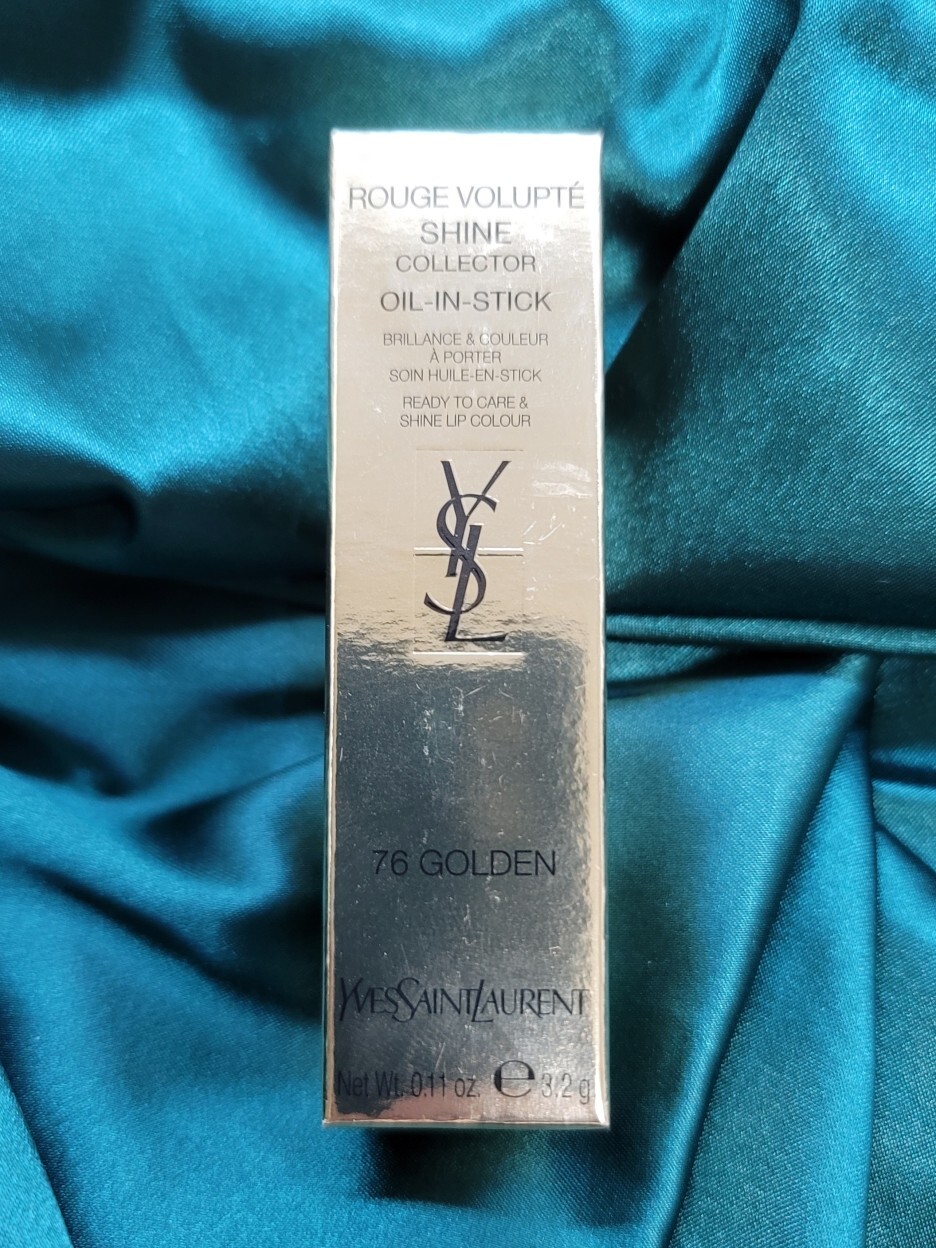 ROUGE VOLUPTÉ
SHINE
COLLECTOR
OIL-IN-STICK
BRILLANCE & COULEUR
À PORTER
SOIN HUILE-EN-STICK
READY TO CARE &
SHINE LIP COLOUR
YSL
76 GOLDEN
YVESSAINTLAURENT
Net Wt. 0.11 oz. ℮ 3.2 g